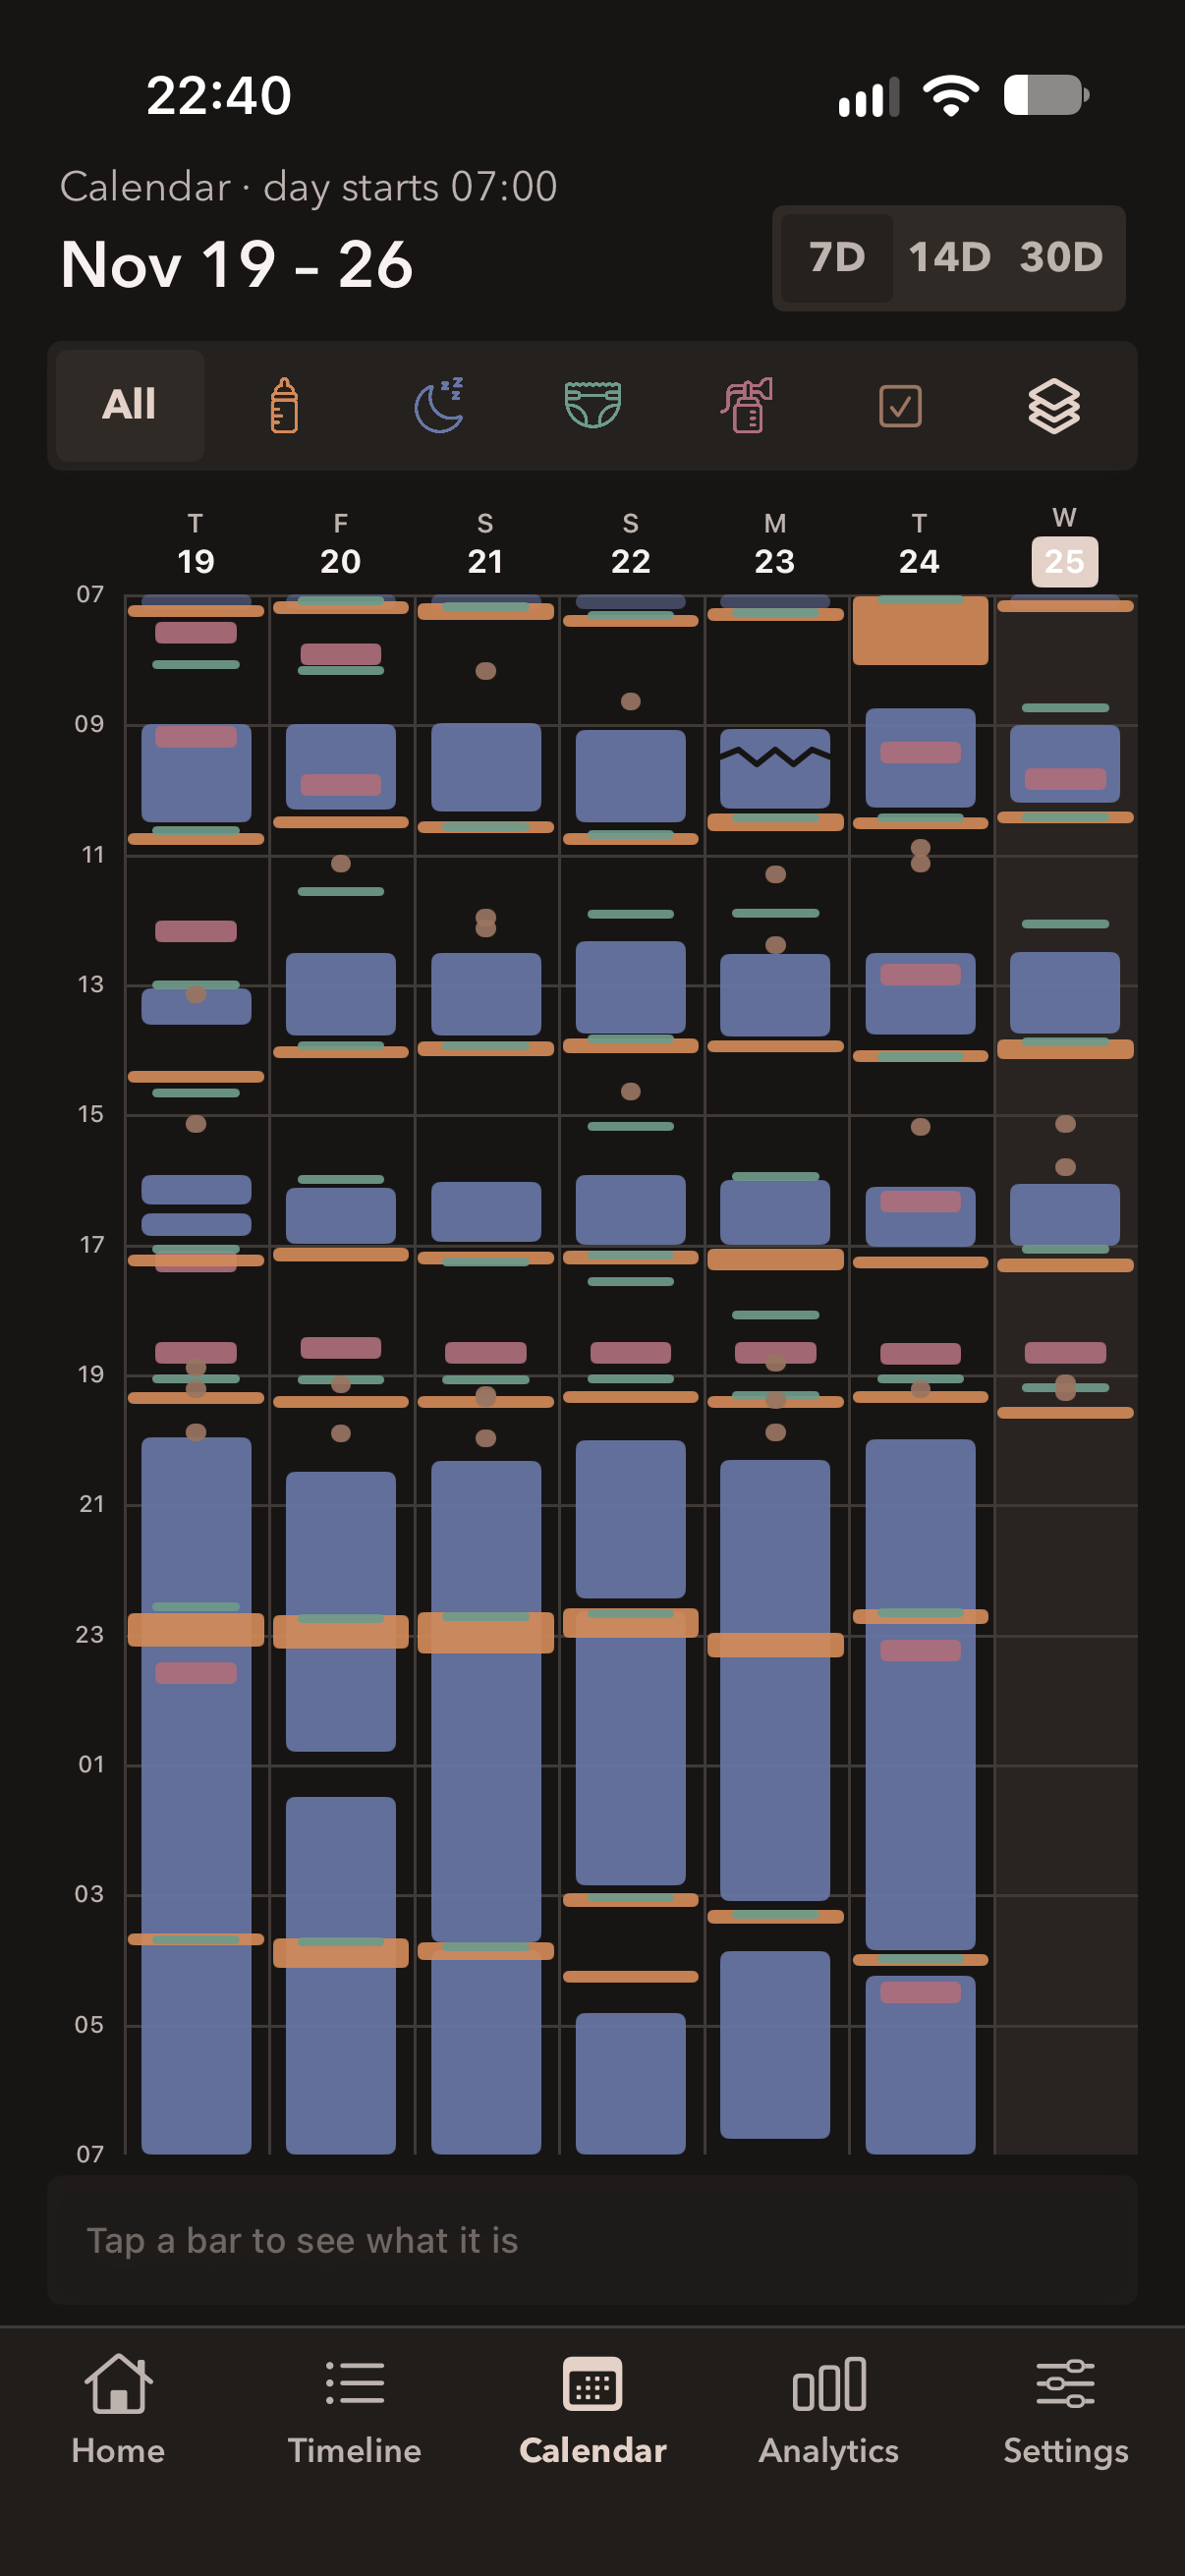 22:40
Calendar · day starts 07:00
Nov 19 – 26
7D 14D 30D
All
T F S S M T W
19 20 21 22 23 24 25
07
09
11
13
15
17
19
21
23
01
03
05
07
Tap a bar to see what it is
Home Timeline Calendar Analytics Settings